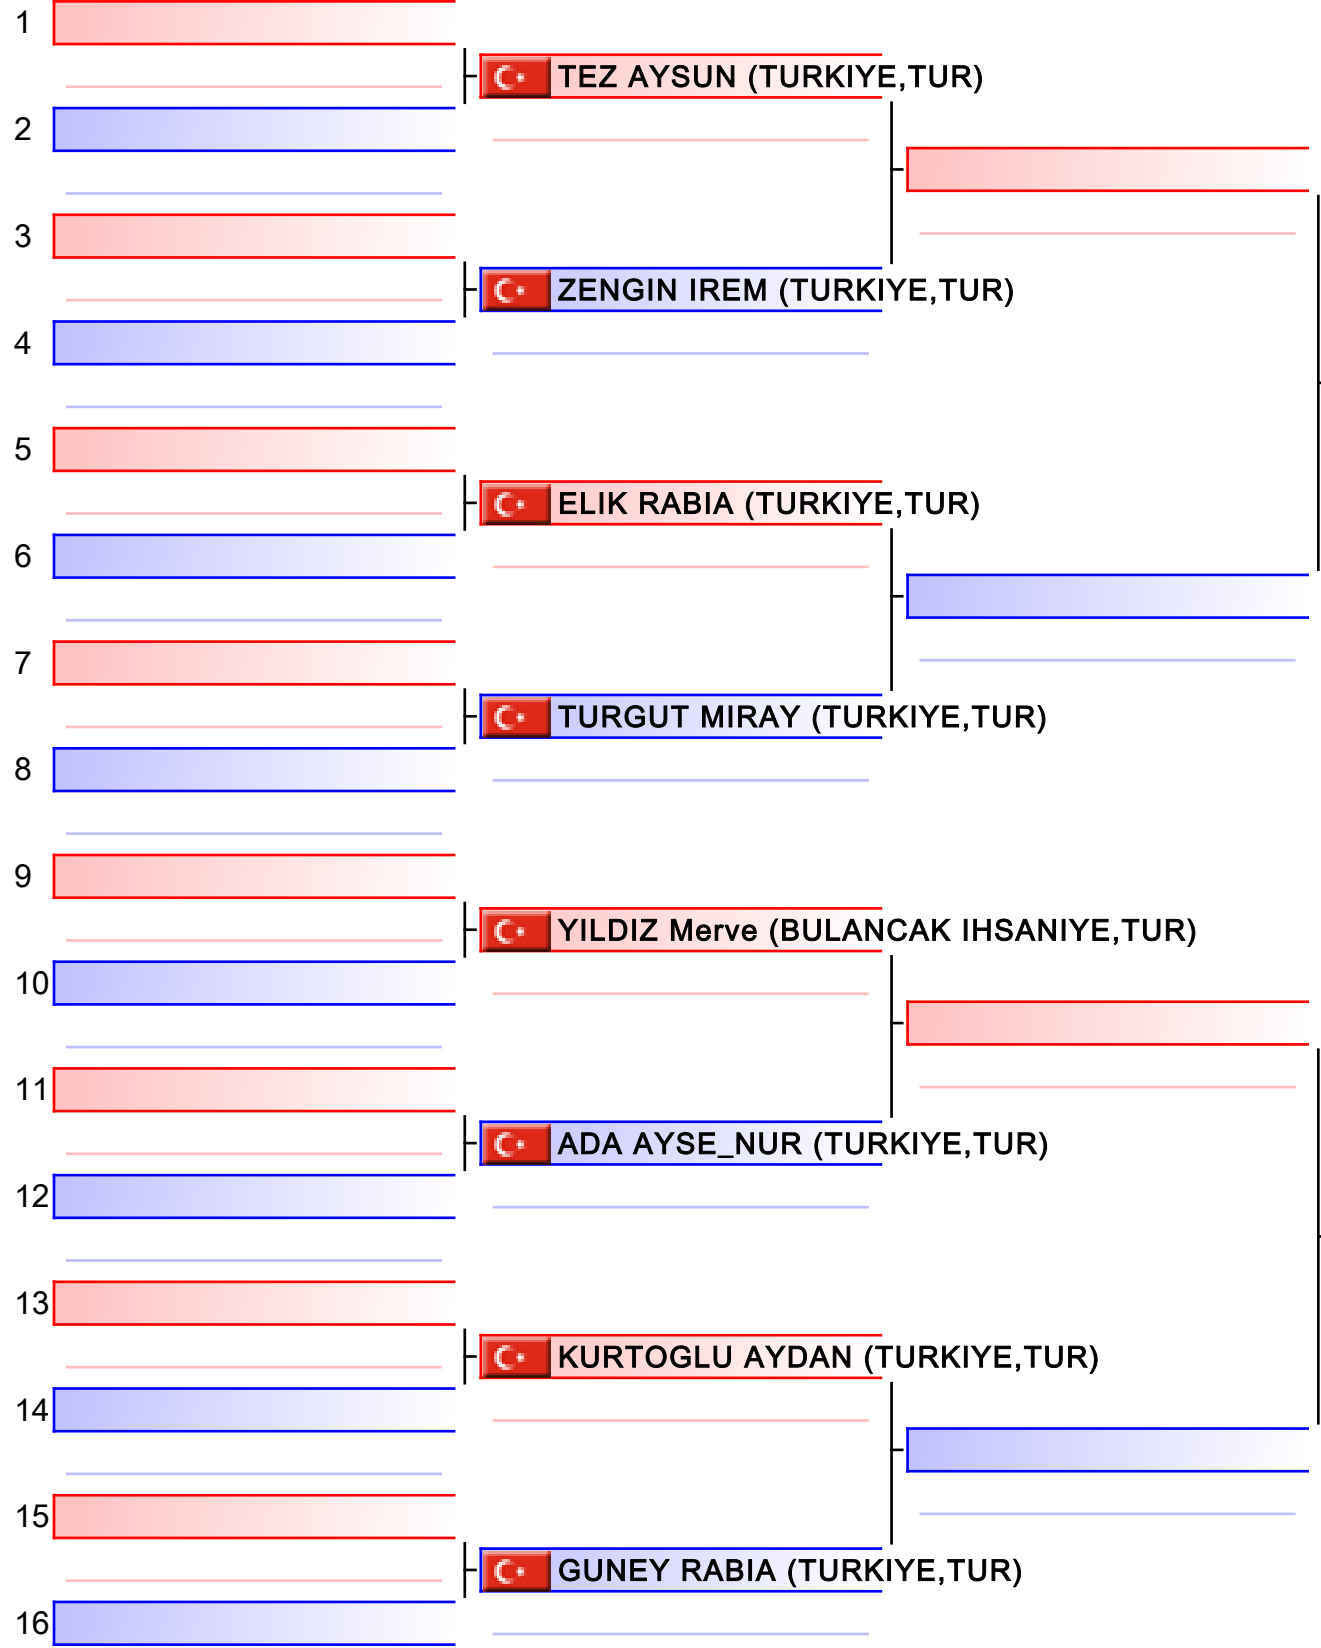 1
TEZ AYSUN (TURKIYE,TUR)
2
3
ZENGIN IREM (TURKIYE,TUR)
4
5
ELIK RABIA (TURKIYE,TUR)
6
7
TURGUT MIRAY (TURKIYE,TUR)
8
9
YILDIZ Merve (BULANCAK IHSANIYE,TUR)
10
11
ADA AYSE_NUR (TURKIYE,TUR)
12
13
KURTOGLU AYDAN (TURKIYE,TUR)
14
15
GUNEY RABIA (TURKIYE,TUR)
16